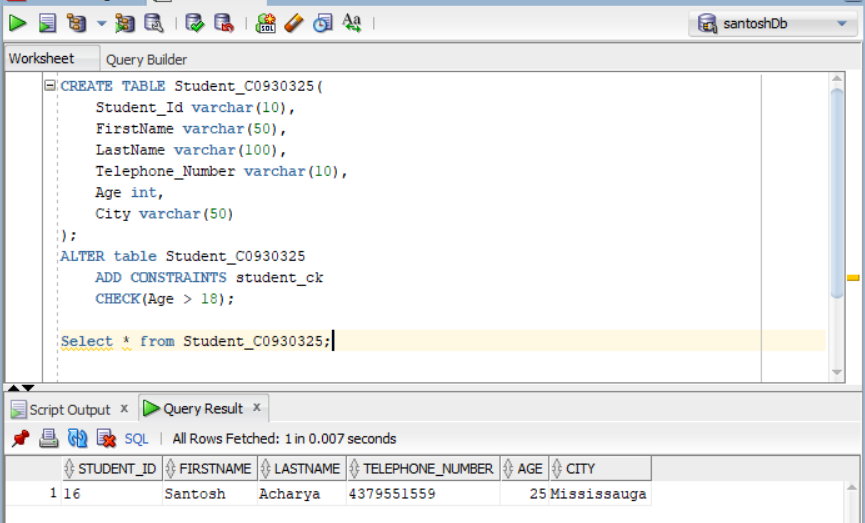 santoshDb
Worksheet Query Builder
CREATE TABLE Student_C0930325(
Student_Id varchar(10),
FirstName varchar(50),
LastName varchar(100),
Telephone_Number varchar(10),
Age int,
City varchar(50)
);
ALTER table Student_C0930325
ADD CONSTRAINTS student_ck
CHECK(Age > 18);
Select * from Student_C0930325;
Script Output x Query Result x
SQL | All Rows Fetched: 1 in 0.007 seconds
STUDENT_ID FIRSTNAME LASTNAME TELEPHONE_NUMBER AGE CITY
1 16 Santosh Acharya 4379551559 25 Mississauga